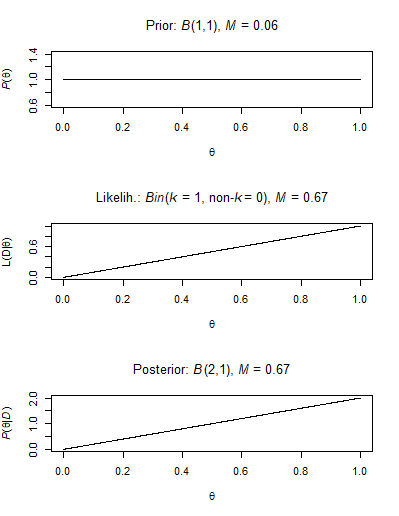 Prior: B(1,1), M = 0.06
P(θ)
0.6 1.0 1.4
0.0 0.2 0.4 0.6 0.8 1.0
θ
Likelih.: Bin(k = 1, non-k = 0), M = 0.67
L(D|θ)
0.0 0.6
0.0 0.2 0.4 0.6 0.8 1.0
θ
Posterior: B(2,1), M = 0.67
P(θ|D)
0.0 1.0 2.0
0.0 0.2 0.4 0.6 0.8 1.0
θ